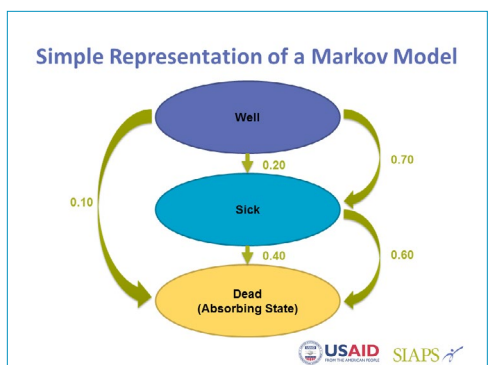 Simple Representation of a Markov Model
Well
0.20
0.70
0.10
Sick
0.40
0.60
Dead
(Absorbing State)
USAID
FROM THE AMERICAN PEOPLE
SIAPS